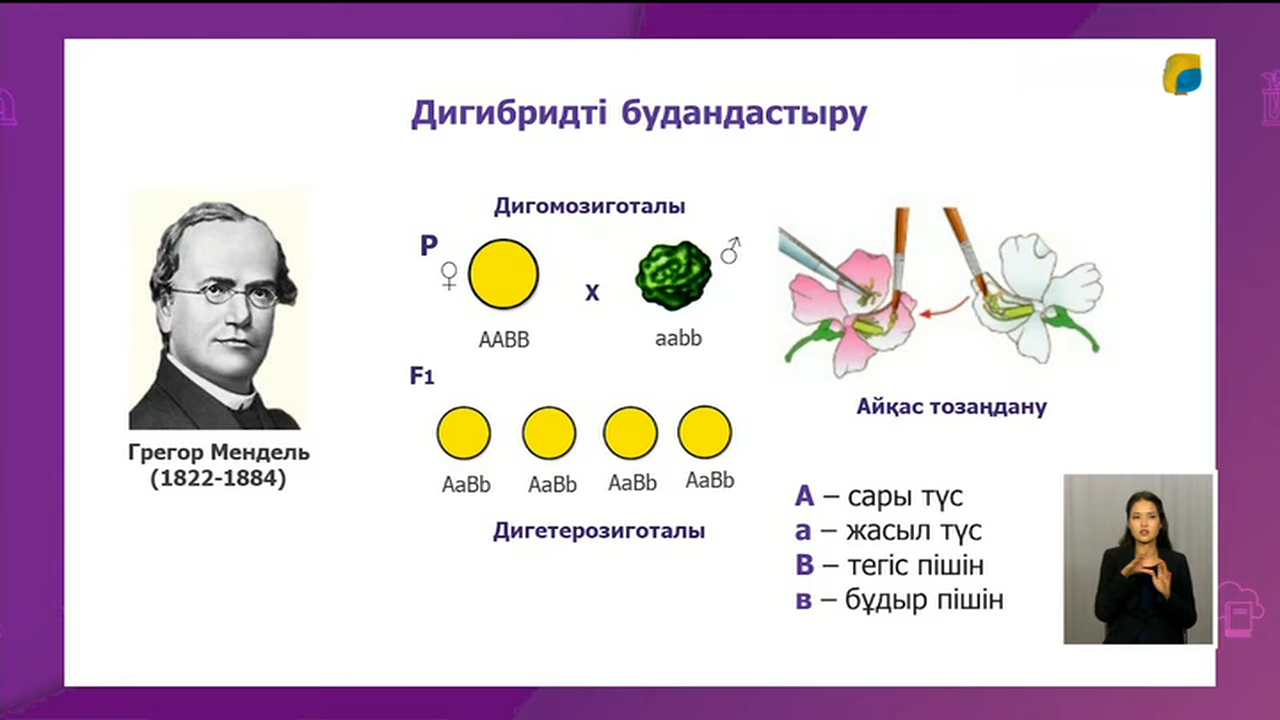 Дигибридті будандастыру
Дигомозиготалы
P
♀
х
♂
AABB
aabb
F1
AaBb
AaBb
AaBb
AaBb
Дигетерозиготалы
Грегор Мендель
(1822-1884)
Айқас тозаңдану
А – сары түс
а – жасыл түс
В – тегіс пішін
в – бұдыр пішін